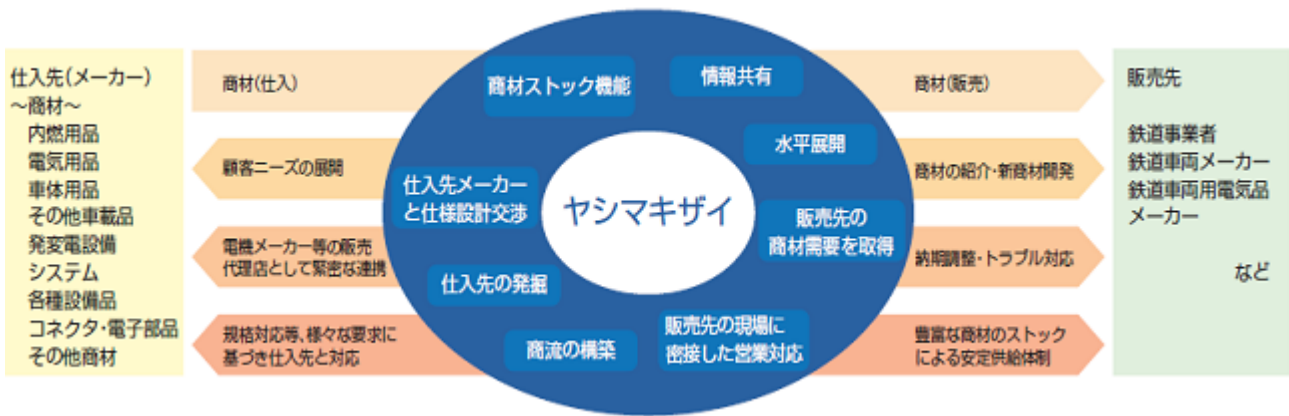 仕入先(メーカー)
～商材～
内燃用品
電気用品
車体用品
その他車載品
発変電設備
システム
各種設備品
コネクタ・電子部品
その他商材
商材(仕入)
顧客ニーズの展開
電機メーカー等の販売
代理店として緊密な連携
規格対応等、様々な要求に
基づき仕入先と対応
商材ストック機能
情報共有
水平展開
仕入先メーカー
と仕様設計交渉
ヤシマキザイ
販売先の
商材需要を取得
仕入先の発掘
商流の構築
販売先の現場に
密接した営業対応
商材(販売)
商材の紹介・新商材開発
納期調整・トラブル対応
豊富な商材のストック
による安定供給体制
販売先
鉄道事業者
鉄道車両メーカー
鉄道車両用電気品
メーカー
など